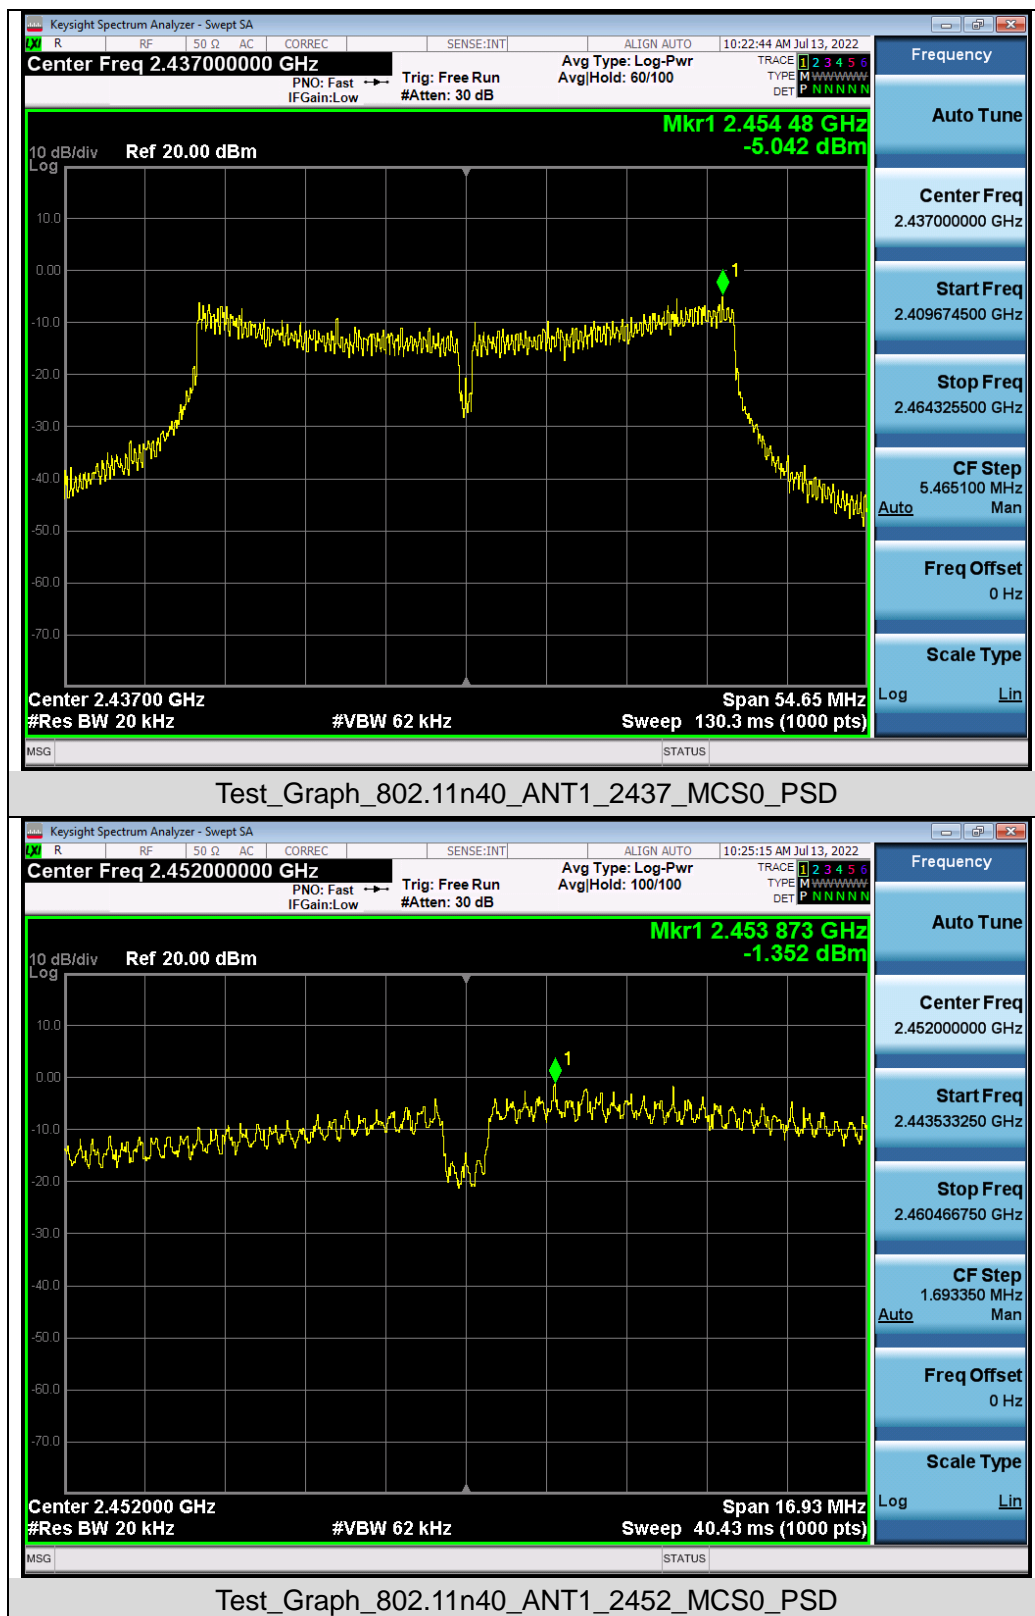 Keysight Spectrum Analyzer - Swept SA
LXI R RF 50 Ω AC CORREC SENSE:INT ALIGN AUTO 10:22:44 AM Jul 13, 2022
Center Freq 2.437000000 GHz
PNO: Fast
IFGain:Low
Trig: Free Run
#Atten: 30 dB
Avg Type: Log-Pwr
Avg|Hold: 60/100
TRACE 1 2 3 4 5 6
TYPE M WWWWW
DET P N N N N N
Mkr1 2.454 48 GHz
-5.042 dBm
10 dB/div Ref 20.00 dBm
Log
10.0
0.00
-10.0
-20.0
-30.0
-40.0
-50.0
-60.0
-70.0
1
Center 2.43700 GHz Span 54.65 MHz
#Res BW 20 kHz #VBW 62 kHz Sweep 130.3 ms (1000 pts)
MSG STATUS
Frequency
Auto Tune
Center Freq
2.437000000 GHz
Start Freq
2.409674500 GHz
Stop Freq
2.464325500 GHz
CF Step
5.465100 MHz
Auto Man
Freq Offset
0 Hz
Scale Type
Log Lin
Test_Graph_802.11n40_ANT1_2437_MCS0_PSD
Keysight Spectrum Analyzer - Swept SA
LXI R RF 50 Ω AC CORREC SENSE:INT ALIGN AUTO 10:25:15 AM Jul 13, 2022
Center Freq 2.452000000 GHz
PNO: Fast
IFGain:Low
Trig: Free Run
#Atten: 30 dB
Avg Type: Log-Pwr
Avg|Hold: 100/100
TRACE 1 2 3 4 5 6
TYPE M WWWWW
DET P N N N N N
Mkr1 2.453 873 GHz
-1.352 dBm
10 dB/div Ref 20.00 dBm
Log
10.0
0.00
-10.0
-20.0
-30.0
-40.0
-50.0
-60.0
-70.0
1
Center 2.452000 GHz Span 16.93 MHz
#Res BW 20 kHz #VBW 62 kHz Sweep 40.43 ms (1000 pts)
MSG STATUS
Frequency
Auto Tune
Center Freq
2.452000000 GHz
Start Freq
2.443533250 GHz
Stop Freq
2.460466750 GHz
CF Step
1.693350 MHz
Auto Man
Freq Offset
0 Hz
Scale Type
Log Lin
Test_Graph_802.11n40_ANT1_2452_MCS0_PSD